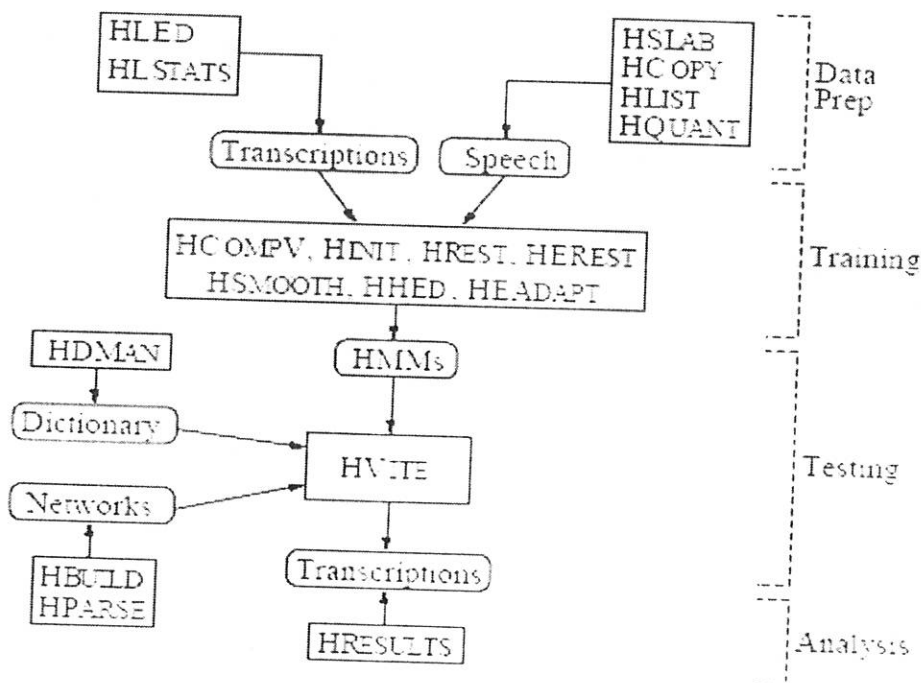 HLED
HLSTATS
HSLAB
HCOPY
HLIST
HQUANT
Data
Prep
Transcriptions
Speech
HCOMPV, HINIT, HREST, HEREST
HSMOOTH, HHED, HEADAPT
Training
HDMAN
HMMs
Dictionary
HVITE
Testing
Networks
HBUILD
HPARSE
Transcriptions
HRESULTS
Analysis